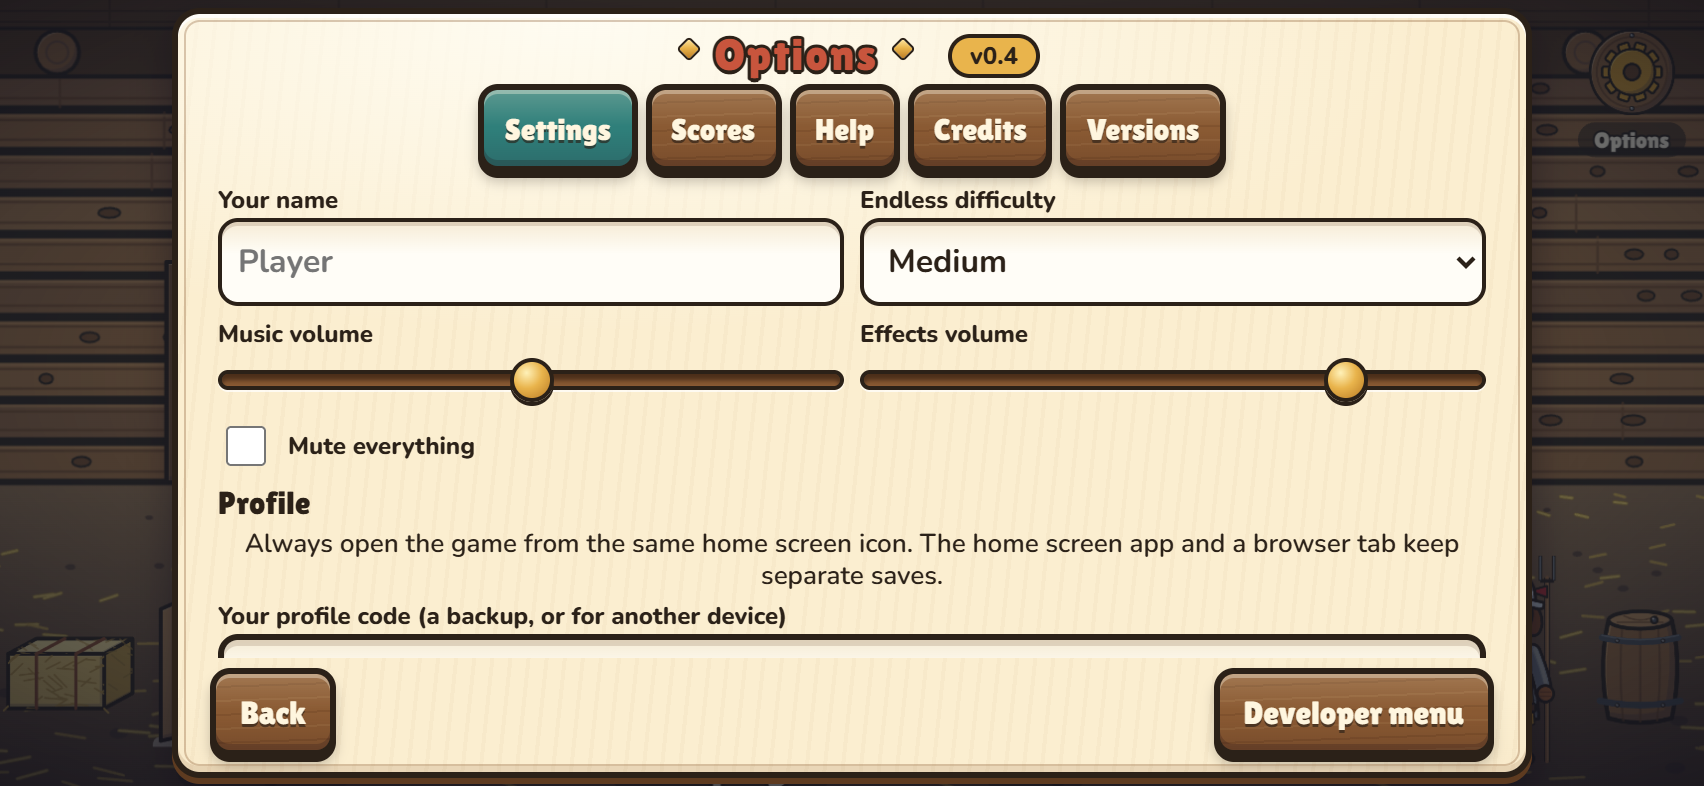 Options
v0.4
Settings
Scores
Help
Credits
Versions
Options
Your name
Endless difficulty
Player
Medium
Music volume
Effects volume
Mute everything
Profile
Always open the game from the same home screen icon. The home screen app and a browser tab keep
separate saves.
Your profile code (a backup, or for another device)
Back
Developer menu